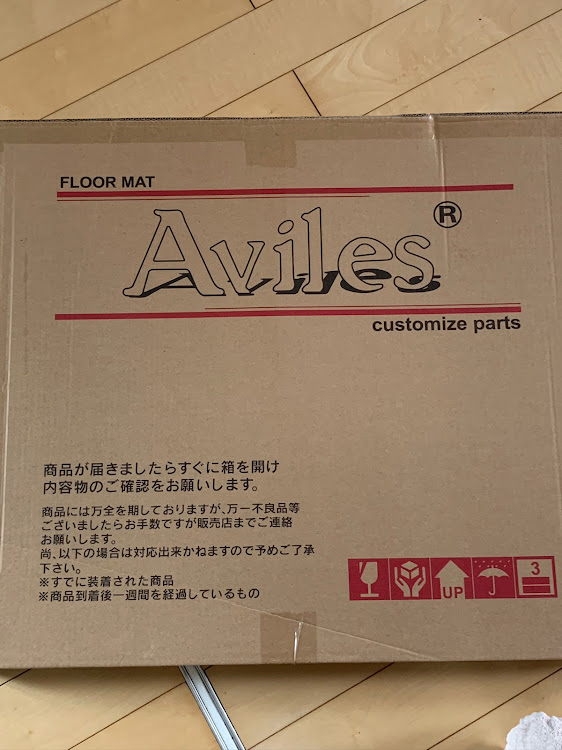 FLOOR MAT
Aviles®
customize parts
商品が届きましたらすぐに箱を開け
内容物のご確認をお願いします。
商品には万全を期しておりますが、万一不良品等
ございましたらお手数ですが販売店までご連絡
お願いします。
尚、以下の場合は対応出来かねますので予めご了承
下さい。
※すでに装着された商品
※商品到着後一週間を経過しているもの
UP
3